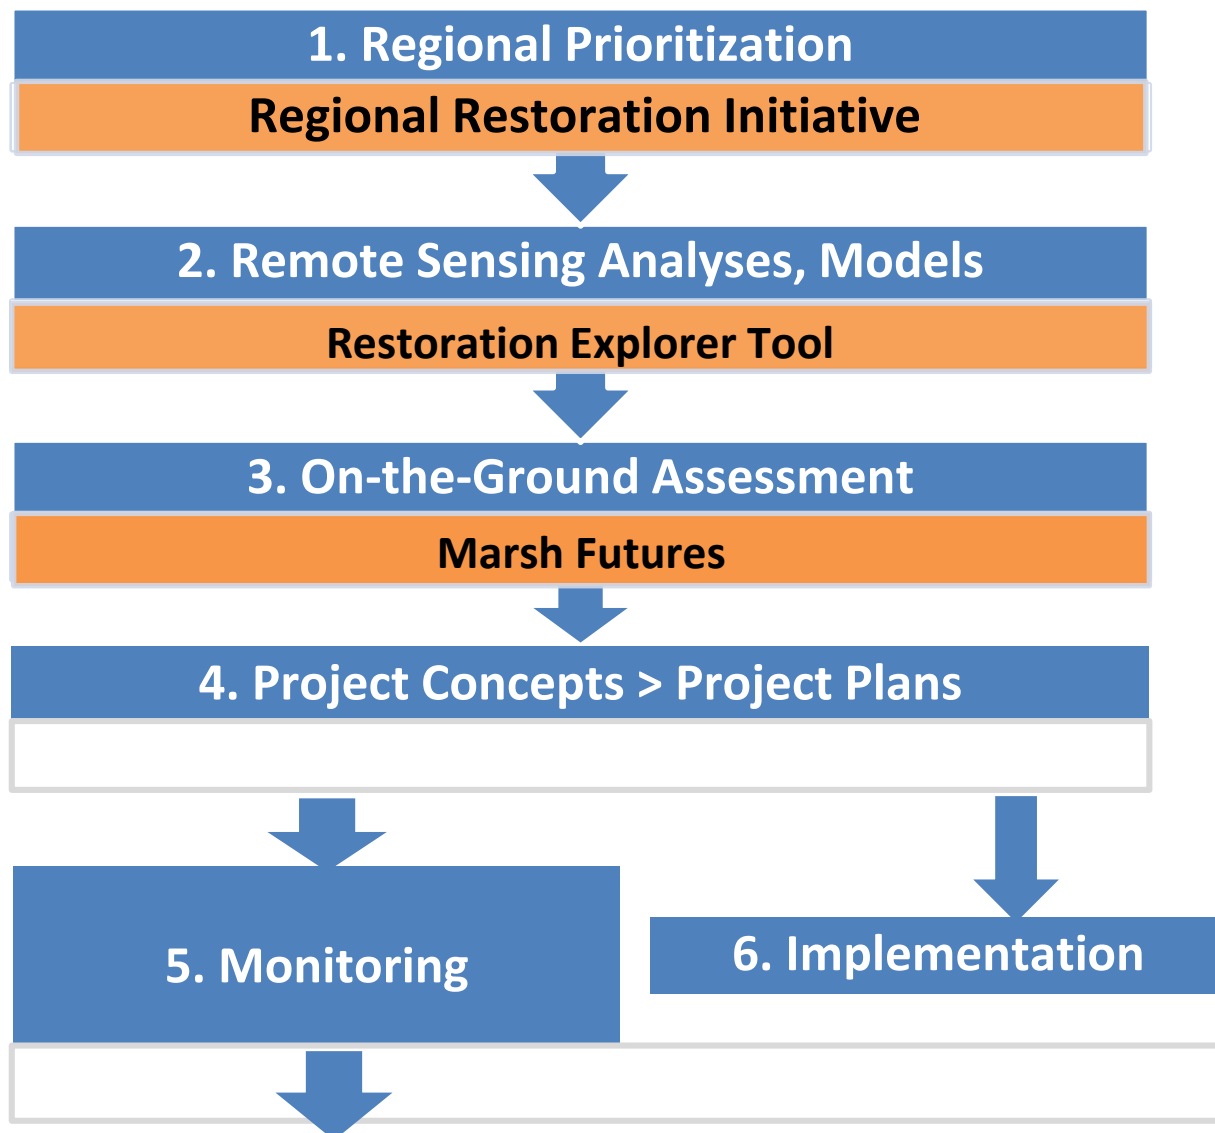 1. Regional Prioritization
Regional Restoration Initiative
2. Remote Sensing Analyses, Models
Restoration Explorer Tool
3. On-the-Ground Assessment
Marsh Futures
4. Project Concepts > Project Plans
5. Monitoring
6. Implementation